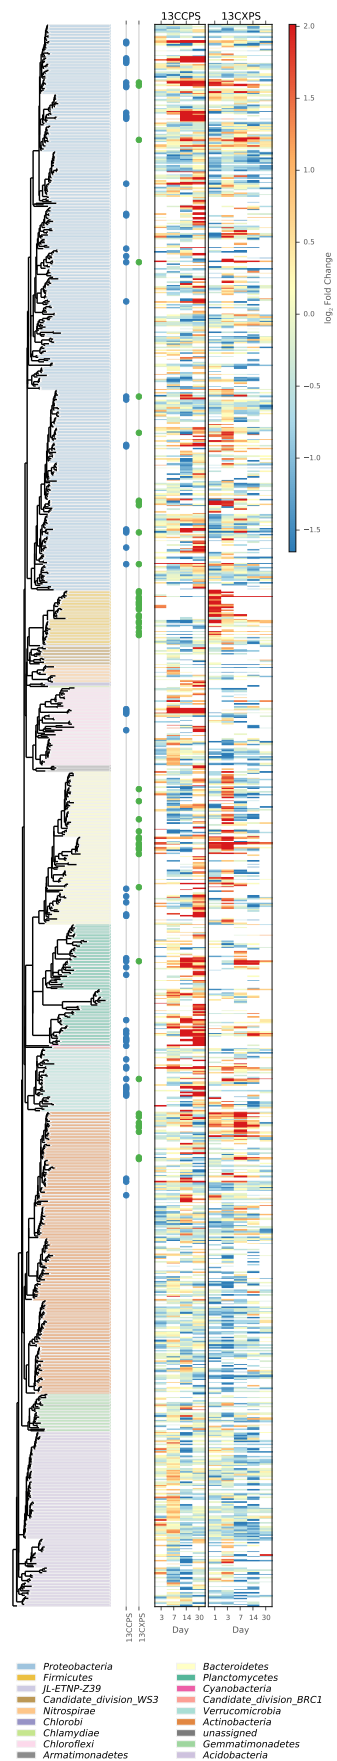 13CCPS 13CXPS
2.0
1.5
1.0
0.5
0.0
−0.5
−1.0
−1.5
log₂ Fold Change
13CCPS
13CXPS
3 7 14 30
1 3 7 14 30
Day
Day
Proteobacteria
Firmicutes
JL-ETNP-Z39
Candidate_division_WS3
Nitrospirae
Chlorobi
Chlamydiae
Chloroflexi
Armatimonadetes
Bacteroidetes
Planctomycetes
Cyanobacteria
Candidate_division_BRC1
Verrucomicrobia
Actinobacteria
unassigned
Gemmatimonadetes
Acidobacteria